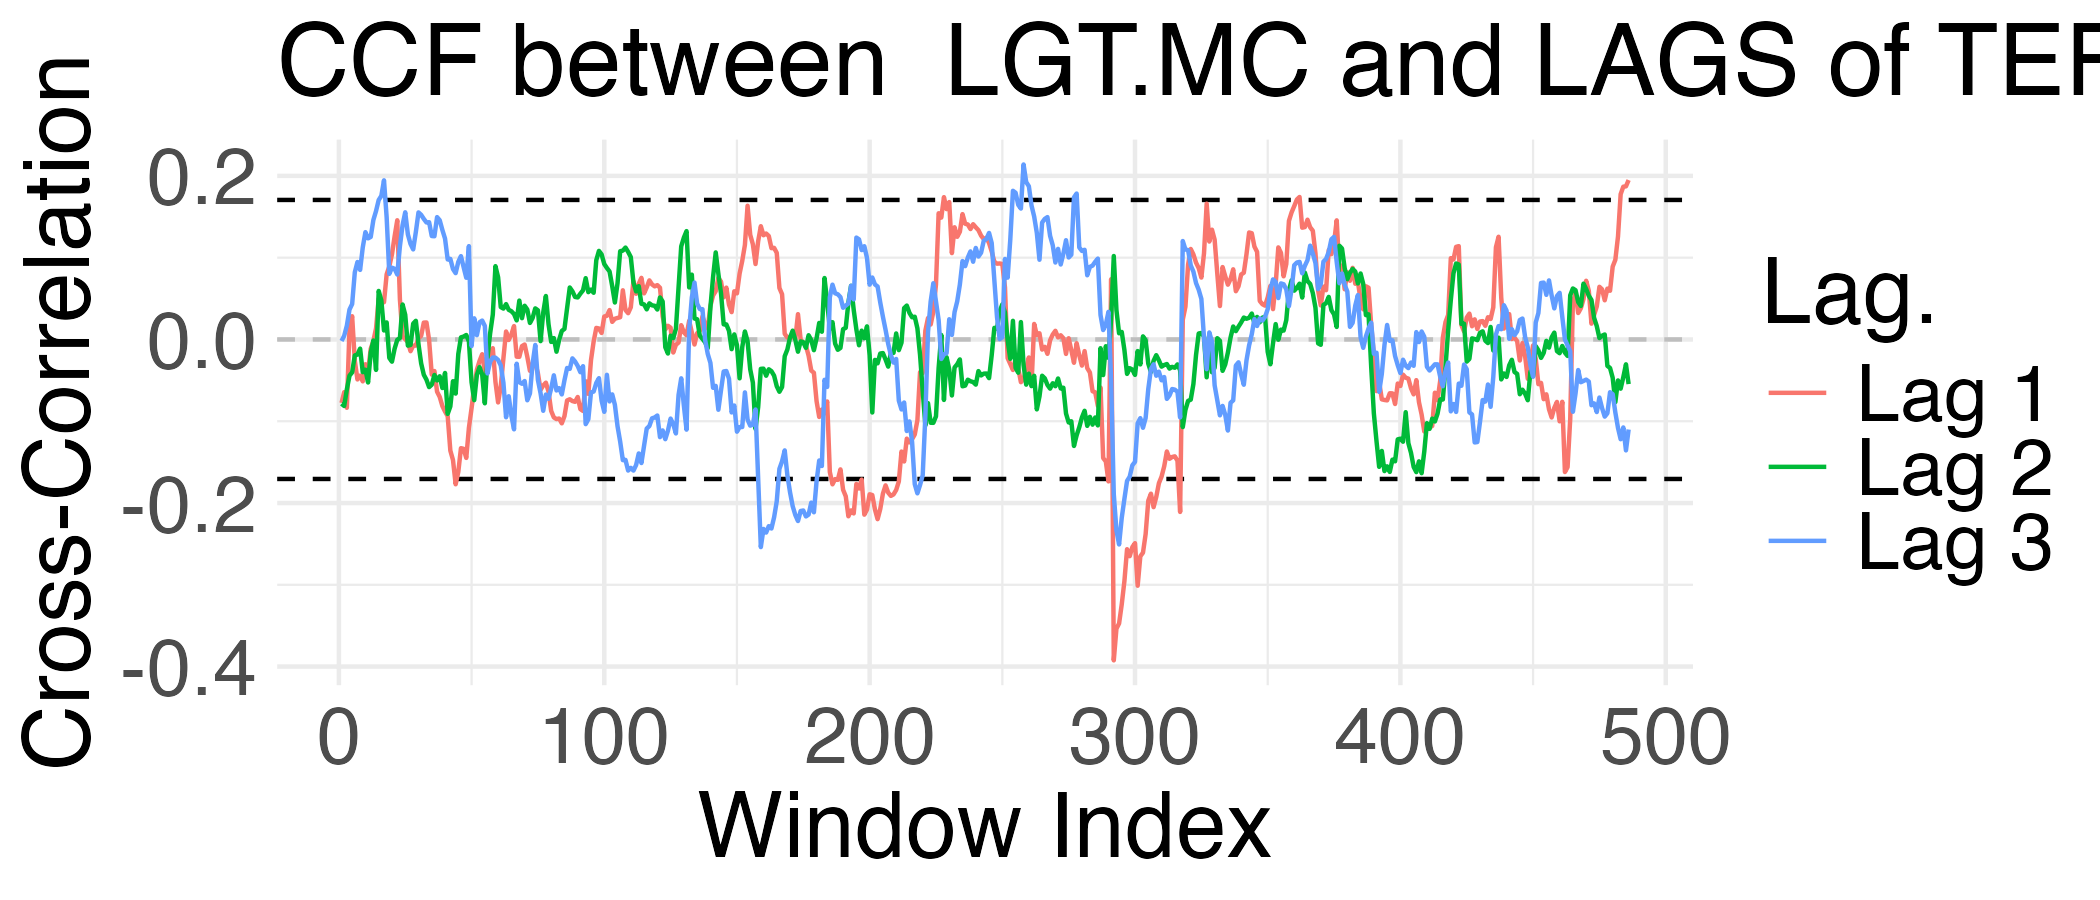 CCF between LGT.MC and LAGS of TEF
Cross-Correlation
0.2
0.0
-0.2
-0.4
0
100
200
300
400
500
Window Index
Lag.
Lag 1
Lag 2
Lag 3